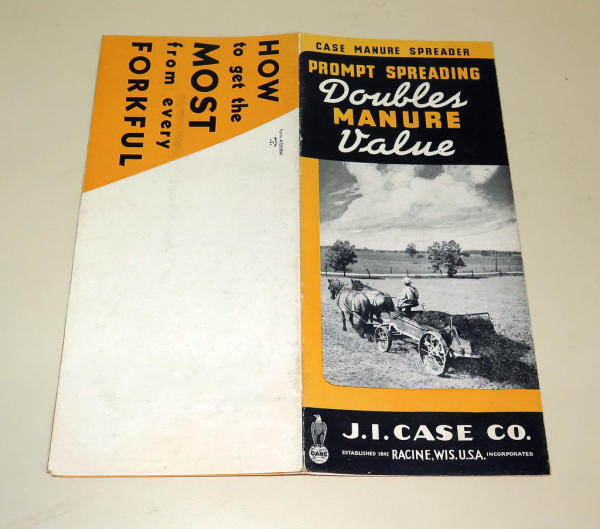 HOW
to get the
MOST
from every
FORKFUL
CASE MANURE SPREADER
PROMPT SPREADING
Doubles
MANURE
Value
CASE
J.I. CASE CO.
ESTABLISHED 1842 RACINE, WIS. U.S.A. INCORPORATED